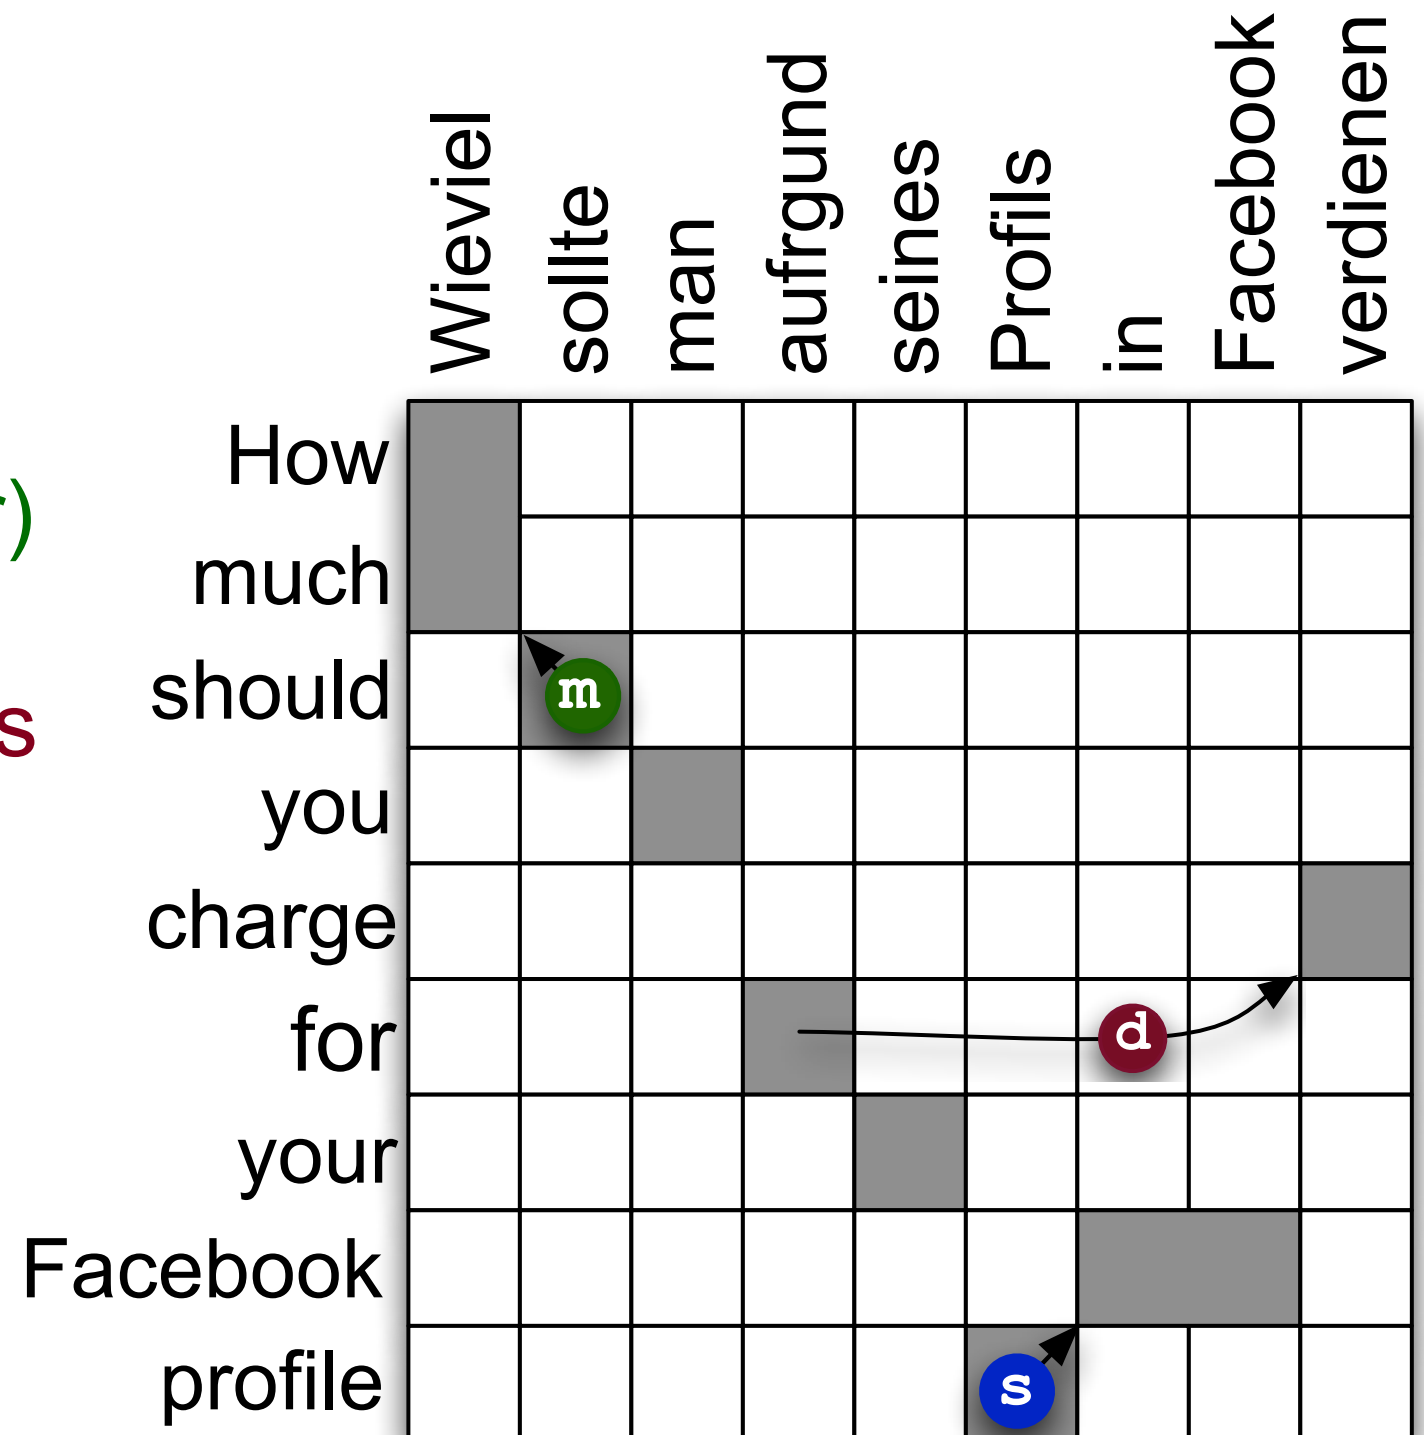 Wieviel
sollte
man
aufrgund
seines
Profils
in
Facebook
verdienen
How
r)
much
should
m
s
you
charge
for
d
your
Facebook
profile
s